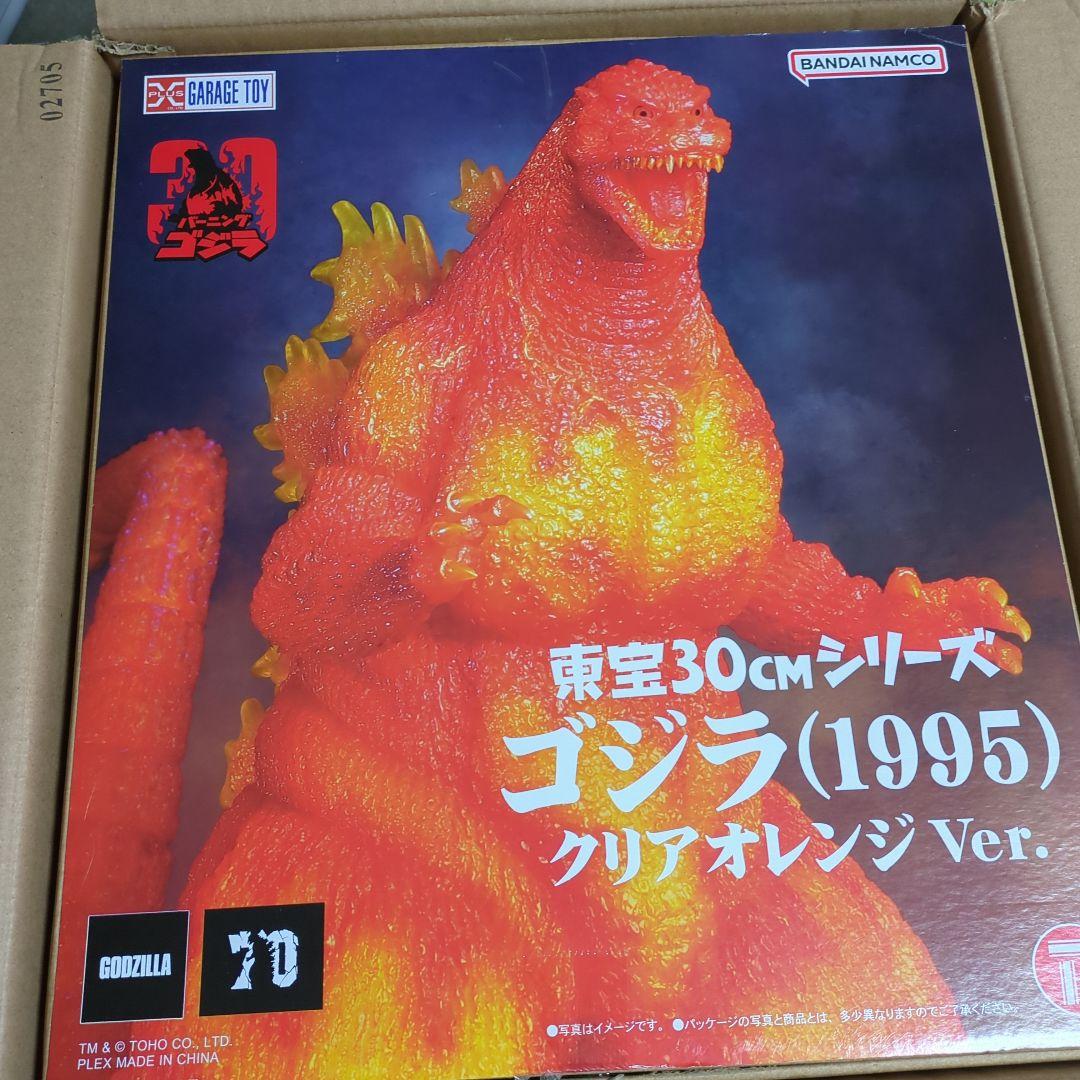 02705
X PLUS CO., LTD. GARAGE TOY
BANDAI NAMCO
30
バーニング
ゴジラ
東宝30CMシリーズ
ゴジラ(1995)
クリアオレンジ Ver.
GODZILLA
70
●写真はイメージです。 ●パッケージの写真と商品とは、多少異なりますのでご了承ください。
TM & © TOHO CO., LTD.
PLEX MADE IN CHINA